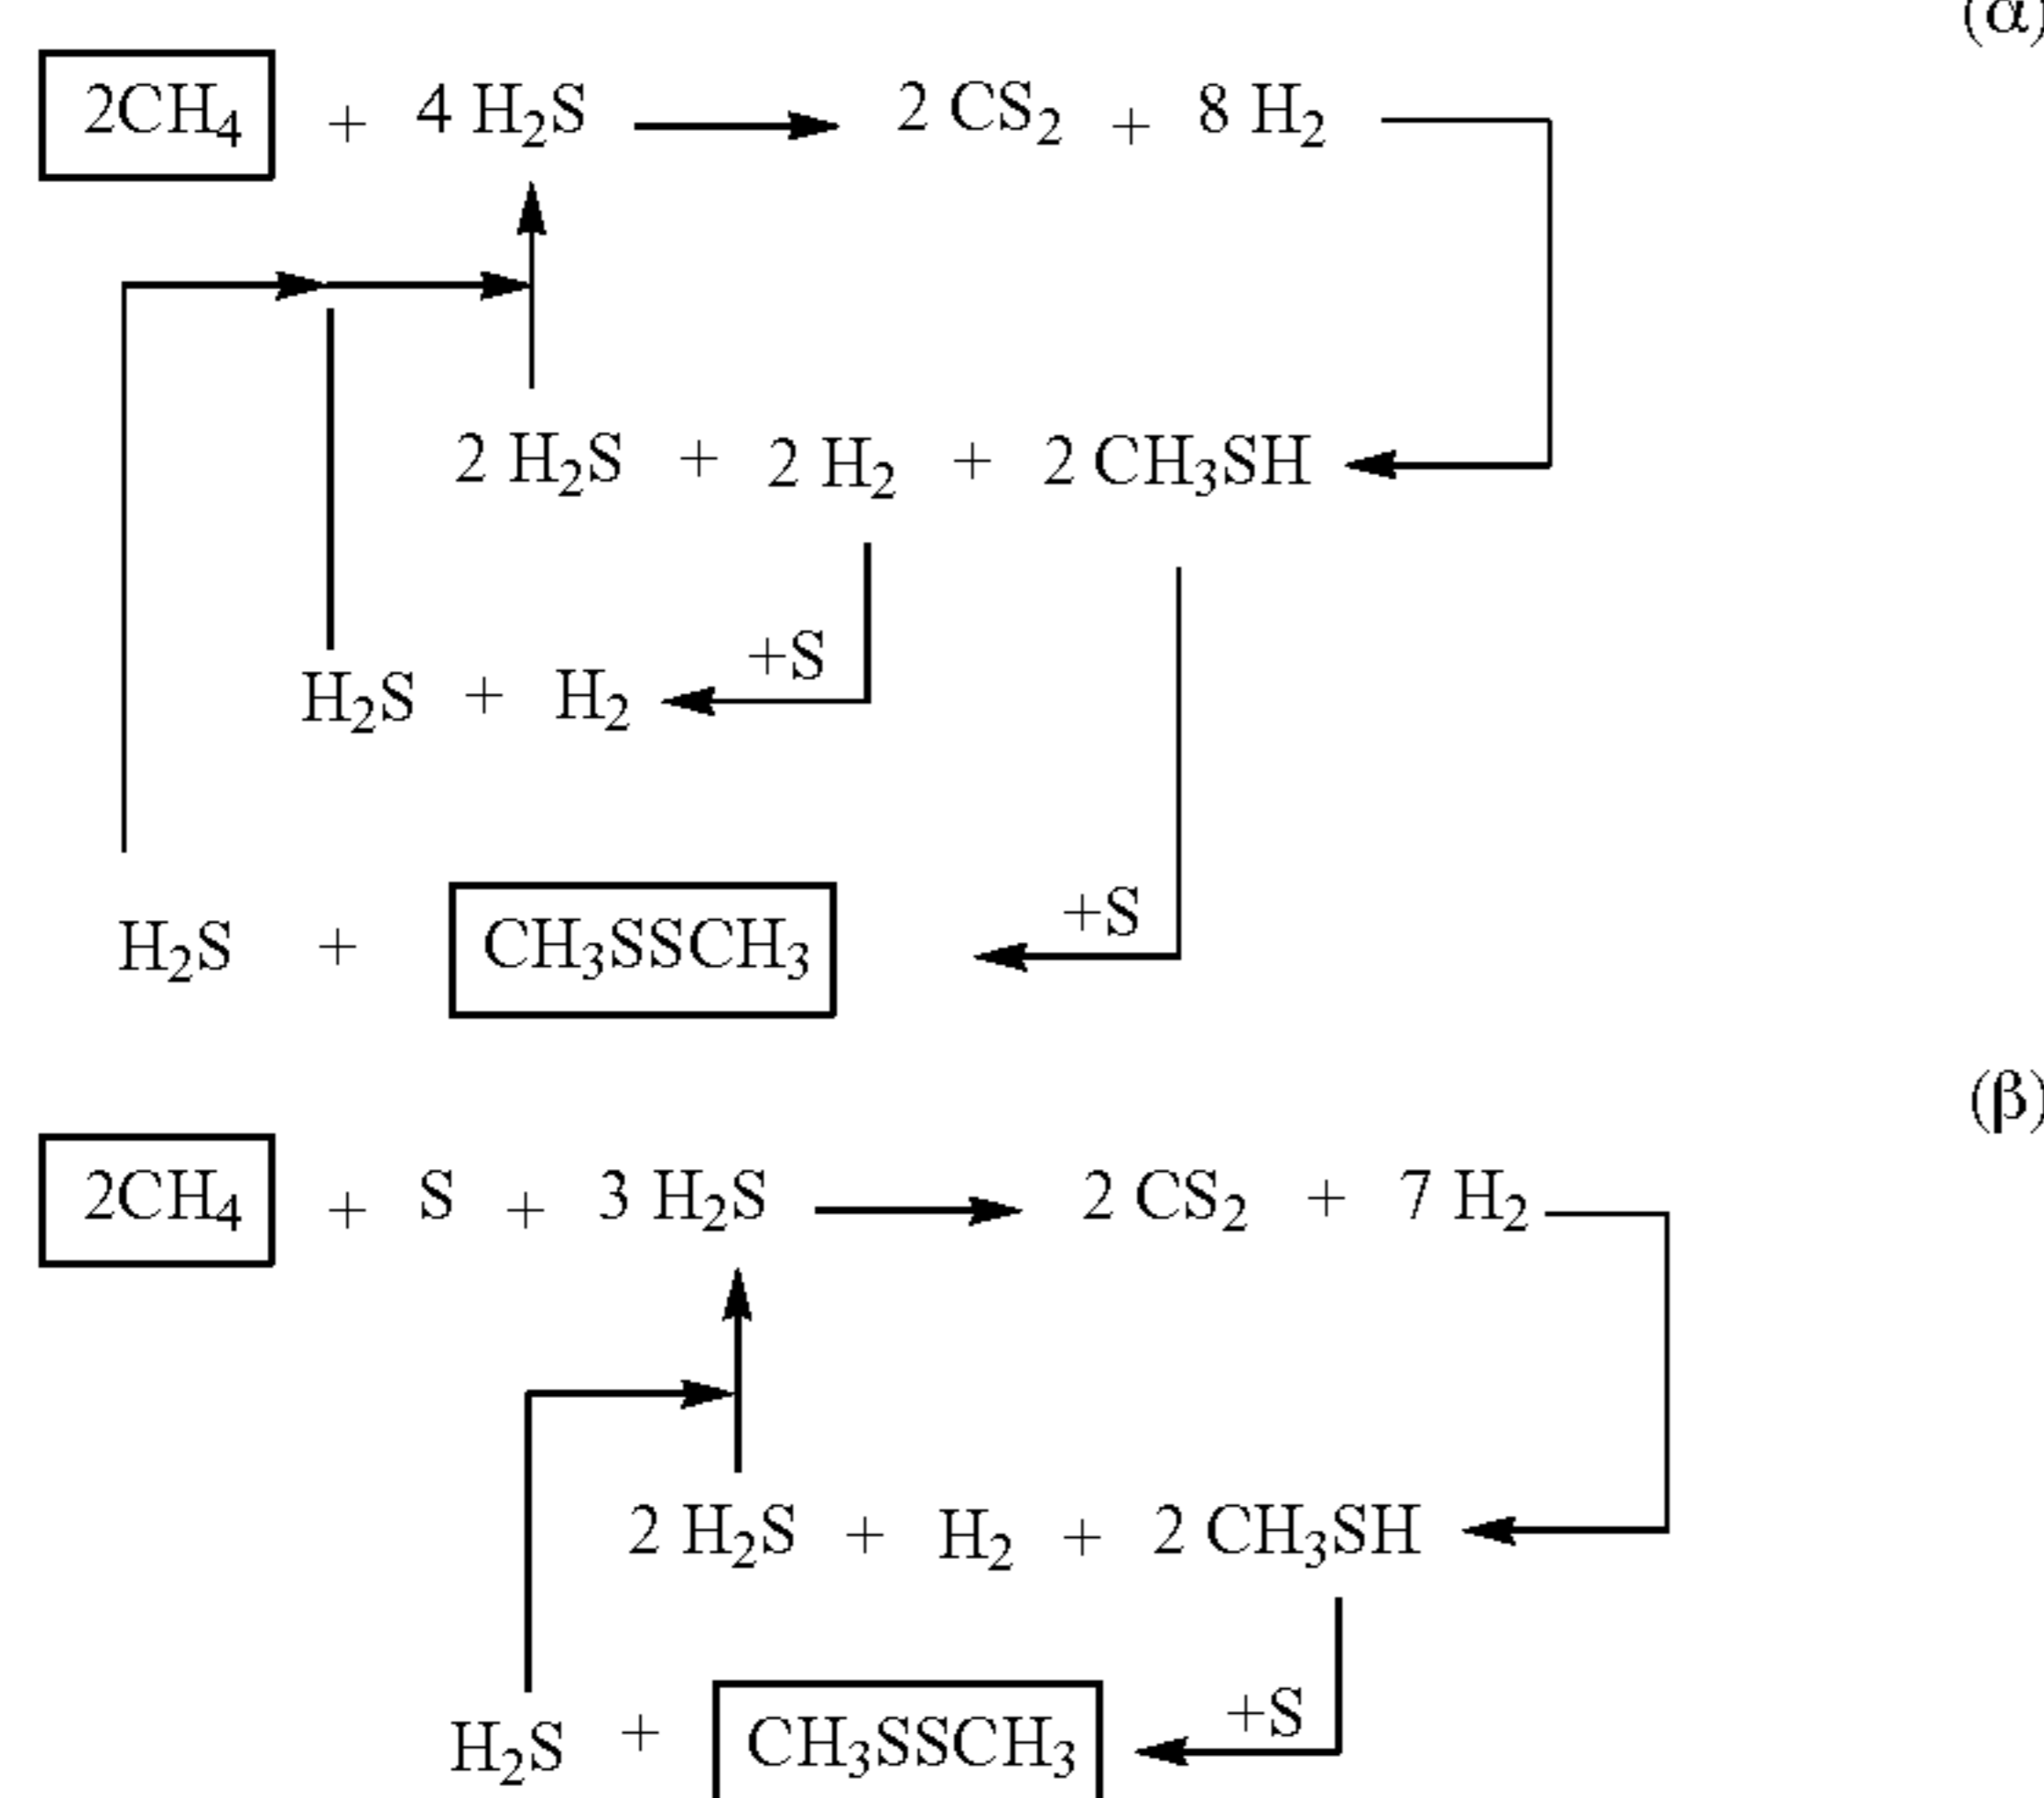 (α)
2CH₄ + 4 H₂S 2 CS₂ + 8 H₂
2 H₂S + 2 H₂ + 2 CH₃SH
+S
H₂S + H₂
+S
H₂S + CH₃SSCH₃
(β)
2CH₄ + S + 3 H₂S 2 CS₂ + 7 H₂
2 H₂S + H₂ + 2 CH₃SH
+S
H₂S + CH₃SSCH₃